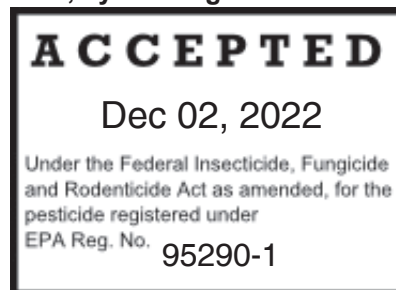 ACCEPTED
Dec 02, 2022
Under the Federal Insecticide, Fungicide
and Rodenticide Act as amended, for the
pesticide registered under
EPA Reg. No. 95290-1